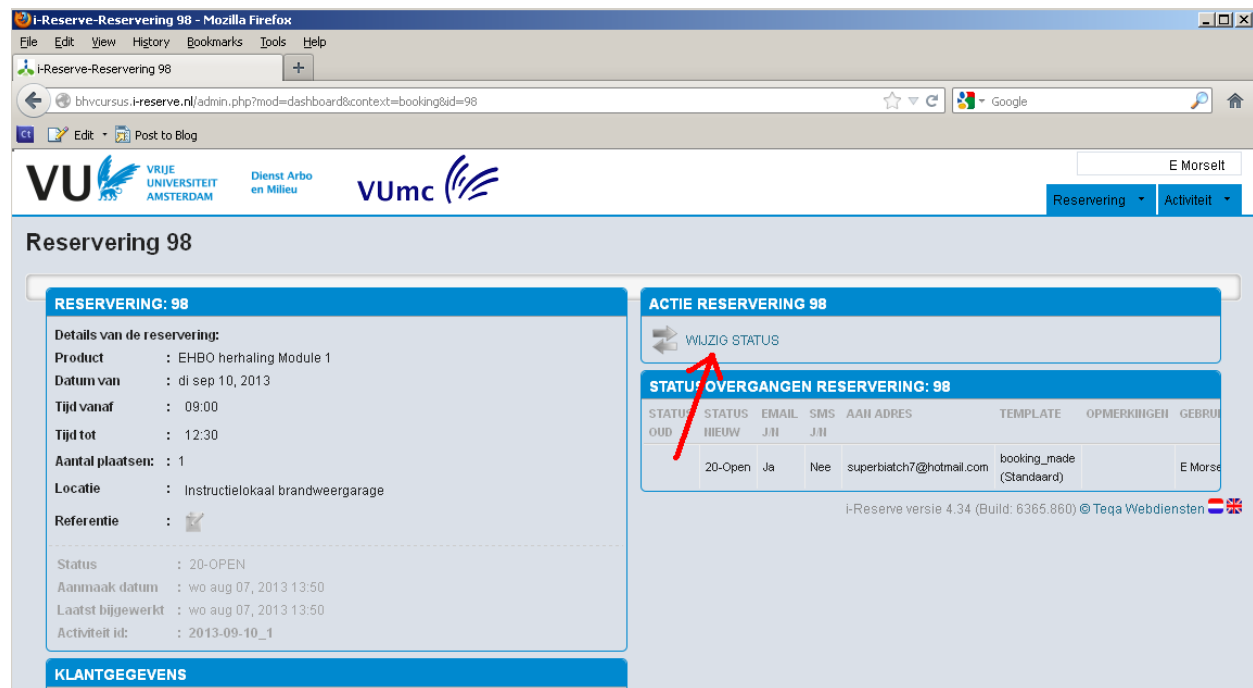 i-Reserve-Reservering 98 - Mozilla Firefox
File Edit View History Bookmarks Tools Help
i-Reserve-Reservering 98
bhvcursus.i-reserve.nl/admin.php?mod=dashboard&context=booking&id=98
Google
Ct Edit Post to Blog
E Morselt
VU VRIJE UNIVERSITEIT AMSTERDAM
Dienst Arbo en Milieu
VUmc
Reservering Activiteit
Reservering 98
RESERVERING: 98
Details van de reservering:
Product : EHBO herhaling Module 1
Datum van : di sep 10, 2013
Tijd vanaf : 09:00
Tijd tot : 12:30
Aantal plaatsen: : 1
Locatie : Instructielokaal brandweergarage
Referentie :
Status : 20-OPEN
Aanmaak datum : wo aug 07, 2013 13:50
Laatst bijgewerkt : wo aug 07, 2013 13:50
Activiteit id: : 2013-09-10_1
KLANTGEGEVENS
ACTIE RESERVERING 98
WIJZIG STATUS
STATUSOVERGANGEN RESERVERING: 98
STATUS STATUS EMAIL SMS AAN ADRES TEMPLATE OPMERKINGEN GEBRUI
OUD NIEUW J/N J/N
20-Open Ja Nee superbiatch7@hotmail.com booking_made E Morse
(Standaard)
i-Reserve versie 4.34 (Build: 6365.860) © Teqa Webdiensten